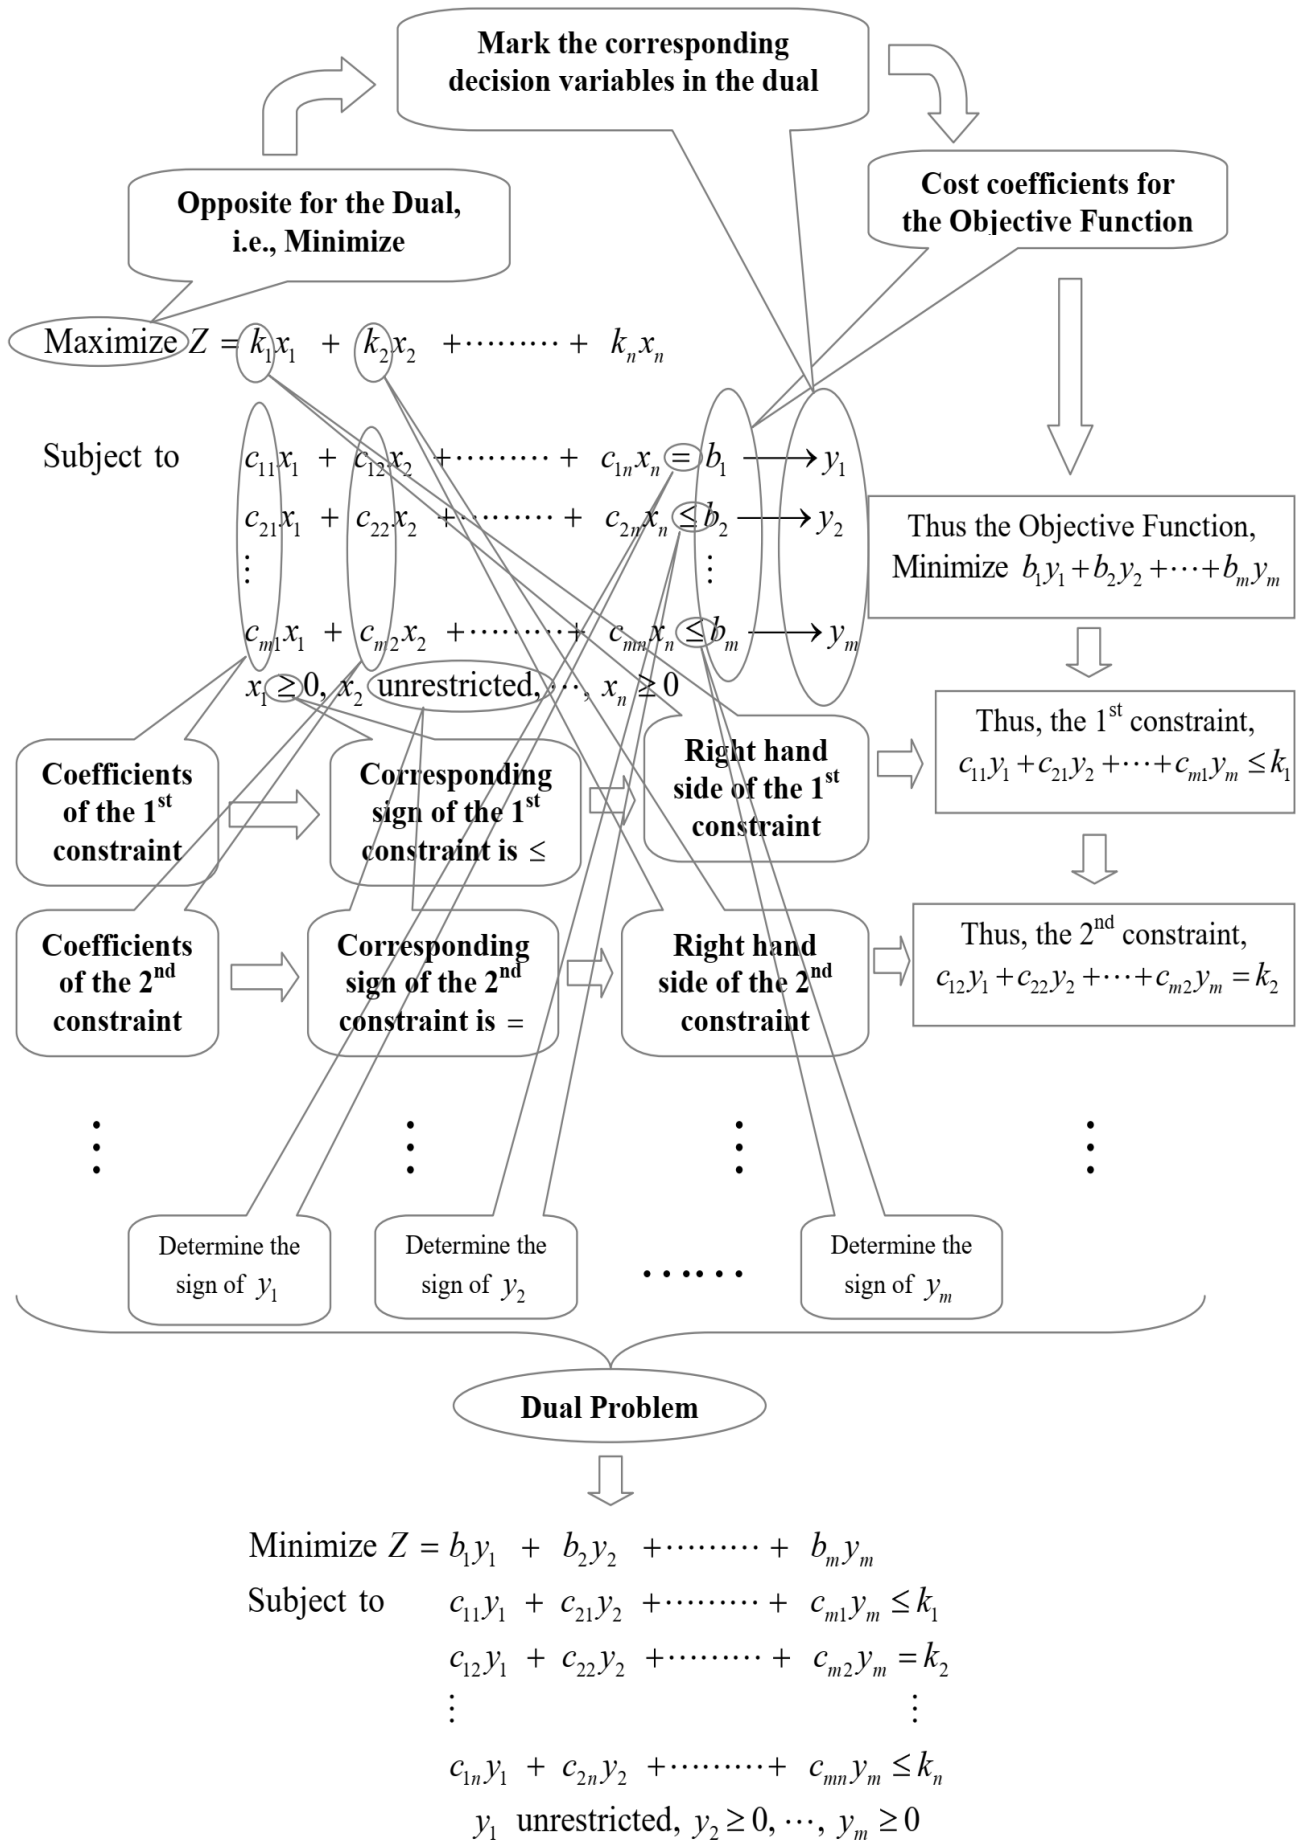 Mark the corresponding
decision variables in the dual
Cost coefficients for
the Objective Function
Opposite for the Dual,
i.e., Minimize
Maximize Z = k₁x₁ + k₂x₂ +⋯⋯⋯+ kₙxₙ
Subject to c₁₁x₁ + c₁₂x₂ +⋯⋯⋯+ c₁ₙxₙ = b₁ ⟶ y₁
c₂₁x₁ + c₂₂x₂ +⋯⋯⋯+ c₂ₙxₙ ≤ b₂ ⟶ y₂
⋮ ⋮
cₘ₁x₁ + cₘ₂x₂ +⋯⋯⋯+ cₘₙxₙ ≤ bₘ ⟶ yₘ
x₁ ≥ 0, x₂ unrestricted, ⋯, xₙ ≥ 0
Thus the Objective Function,
Minimize b₁y₁ + b₂y₂ +⋯+ bₘyₘ
Coefficients
of the 1st
constraint
Corresponding
sign of the 1st
constraint is ≤
Right hand
side of the 1st
constraint
Thus, the 1st constraint,
c₁₁y₁ + c₂₁y₂ +⋯+ cₘ₁yₘ ≤ k₁
Coefficients
of the 2nd
constraint
Corresponding
sign of the 2nd
constraint is =
Right hand
side of the 2nd
constraint
Thus, the 2nd constraint,
c₁₂y₁ + c₂₂y₂ +⋯+ cₘ₂yₘ = k₂
⋮ ⋮ ⋮ ⋮
Determine the
sign of y₁
Determine the
sign of y₂
⋯⋯
Determine the
sign of yₘ
Dual Problem
Minimize Z = b₁y₁ + b₂y₂ +⋯⋯⋯+ bₘyₘ
Subject to c₁₁y₁ + c₂₁y₂ +⋯⋯⋯+ cₘ₁yₘ ≤ k₁
c₁₂y₁ + c₂₂y₂ +⋯⋯⋯+ cₘ₂yₘ = k₂
⋮ ⋮
c₁ₙy₁ + c₂ₙy₂ +⋯⋯⋯+ cₘₙyₘ ≤ kₙ
y₁ unrestricted, y₂ ≥ 0, ⋯, yₘ ≥ 0